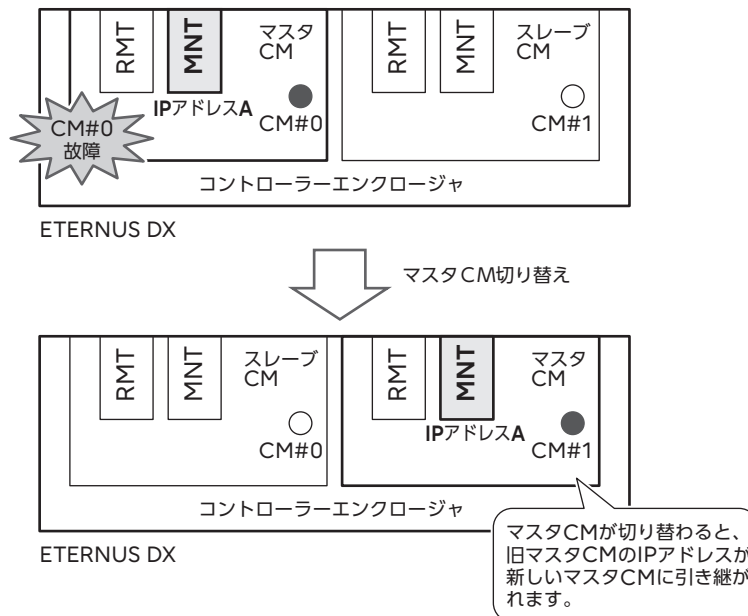 RMT
MNT
マスタ
CM
IPアドレスA
CM#0
RMT
MNT
スレーブ
CM
CM#1
CM#0
故障
コントローラーエンクロージャ
ETERNUS DX
マスタCM切り替え
RMT
MNT
スレーブ
CM
CM#0
RMT
MNT
マスタ
CM
IPアドレスA
CM#1
コントローラーエンクロージャ
ETERNUS DX
マスタCMが切り替わると、
旧マスタCMのIPアドレスが
新しいマスタCMに引き継が
れます。